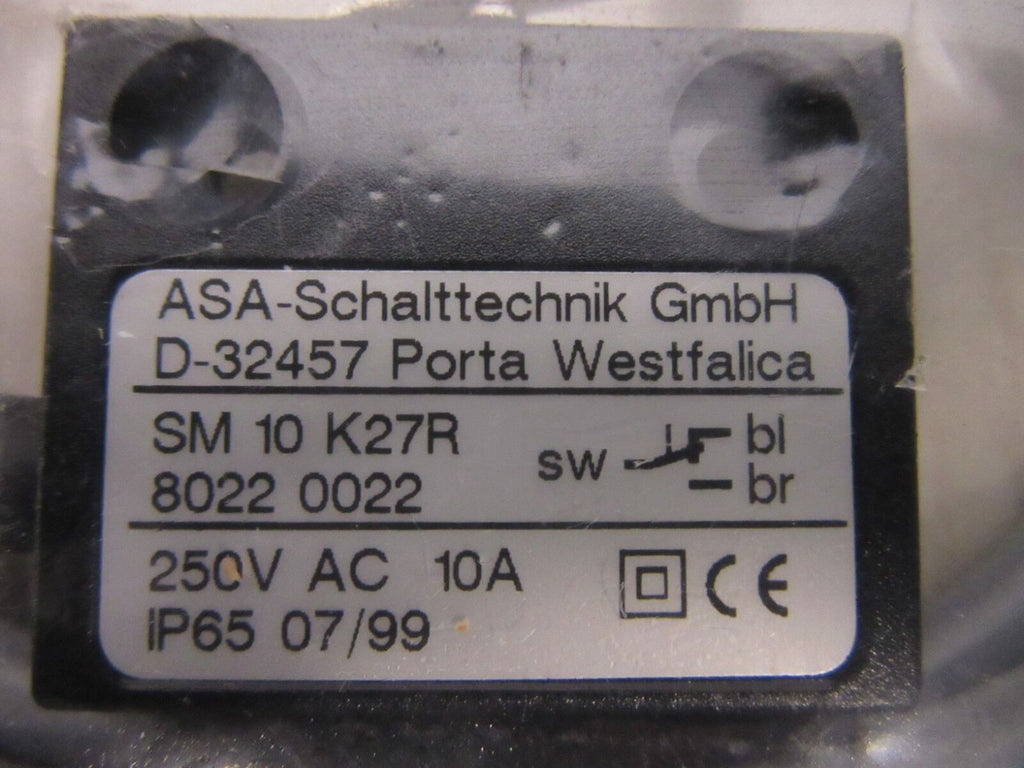 ASA-Schalttechnik GmbH
D-32457 Porta Westfalica
SM 10 K27R
8022 0022
sw bl
br
250V AC 10A
IP65 07/99
CE